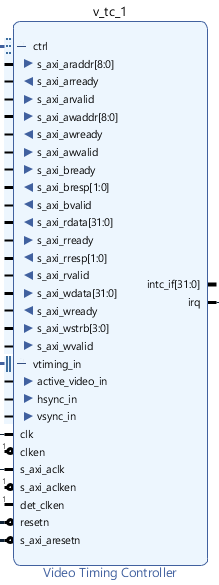 v_tc_1
ctrl
s_axi_araddr[8:0]
s_axi_arready
s_axi_arvalid
s_axi_awaddr[8:0]
s_axi_awready
s_axi_awvalid
s_axi_bready
s_axi_bresp[1:0]
s_axi_bvalid
s_axi_rdata[31:0]
s_axi_rready
s_axi_rresp[1:0]
s_axi_rvalid
intc_if[31:0]
s_axi_wdata[31:0]
irq
s_axi_wready
s_axi_wstrb[3:0]
s_axi_wvalid
vtiming_in
active_video_in
hsync_in
vsync_in
clk
1
clken
s_axi_aclk
1
s_axi_aclken
1
det_clken
resetn
s_axi_aresetn
Video Timing Controller